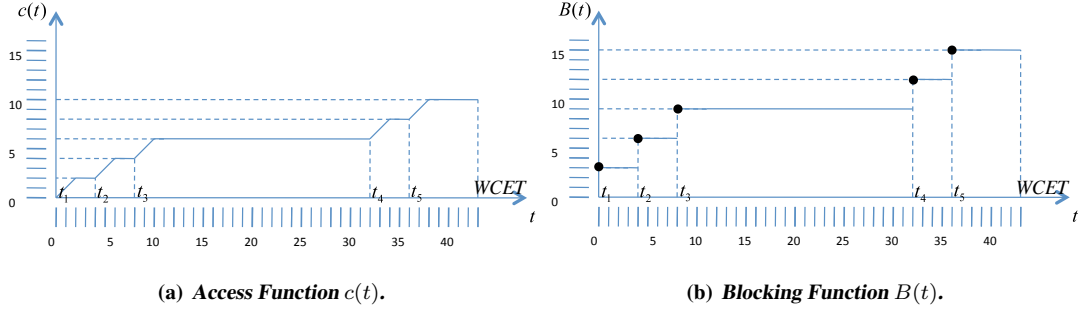 c(t)
15
10
5
0
t1 t2 t3 t4 t5 WCET
t
0 5 10 15 20 25 30 35 40
(a) Access Function c(t).
B(t)
15
10
5
0
t1 t2 t3 t4 t5 WCET
t
0 5 10 15 20 25 30 35 40
(b) Blocking Function B(t).